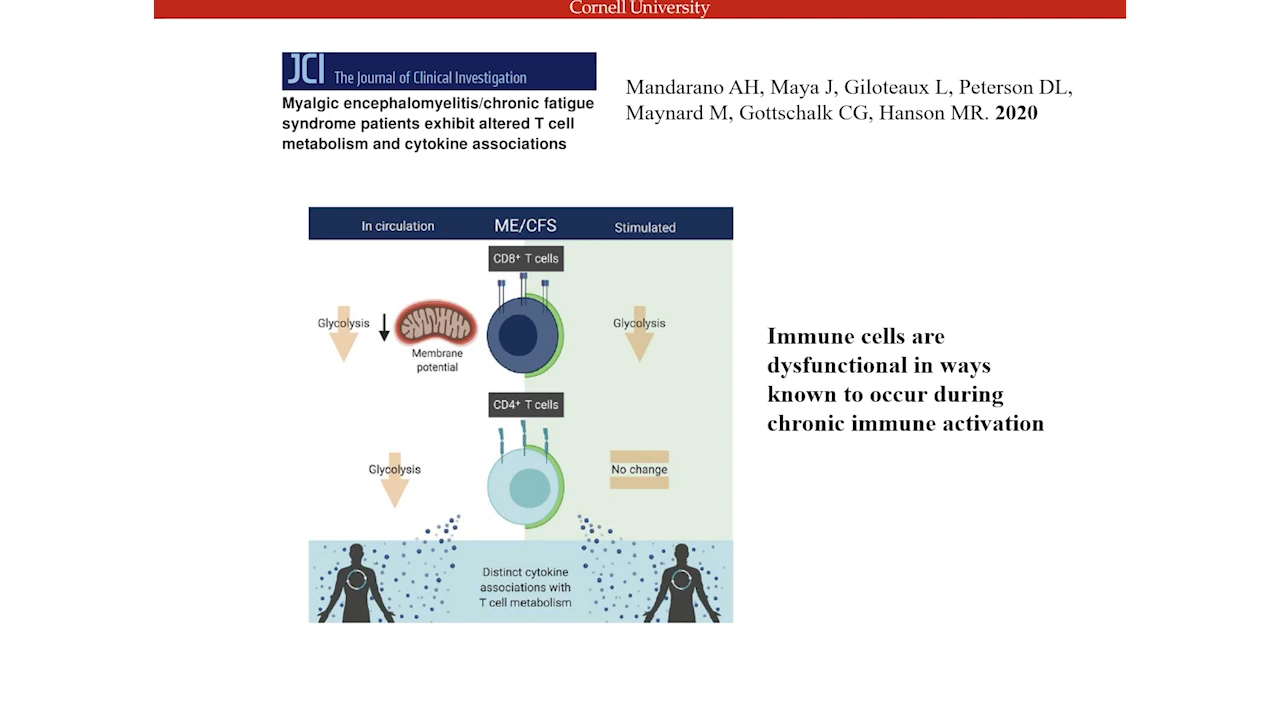 Cornell University
JCI The Journal of Clinical Investigation
Myalgic encephalomyelitis/chronic fatigue
syndrome patients exhibit altered T cell
metabolism and cytokine associations
Mandarano AH, Maya J, Giloteaux L, Peterson DL,
Maynard M, Gottschalk CG, Hanson MR. 2020
In circulation ME/CFS Stimulated
CD8⁺ T cells
Glycolysis
Membrane
potential
Glycolysis
CD4⁺ T cells
Glycolysis
No change
Distinct cytokine
associations with
T cell metabolism
Immune cells are
dysfunctional in ways
known to occur during
chronic immune activation